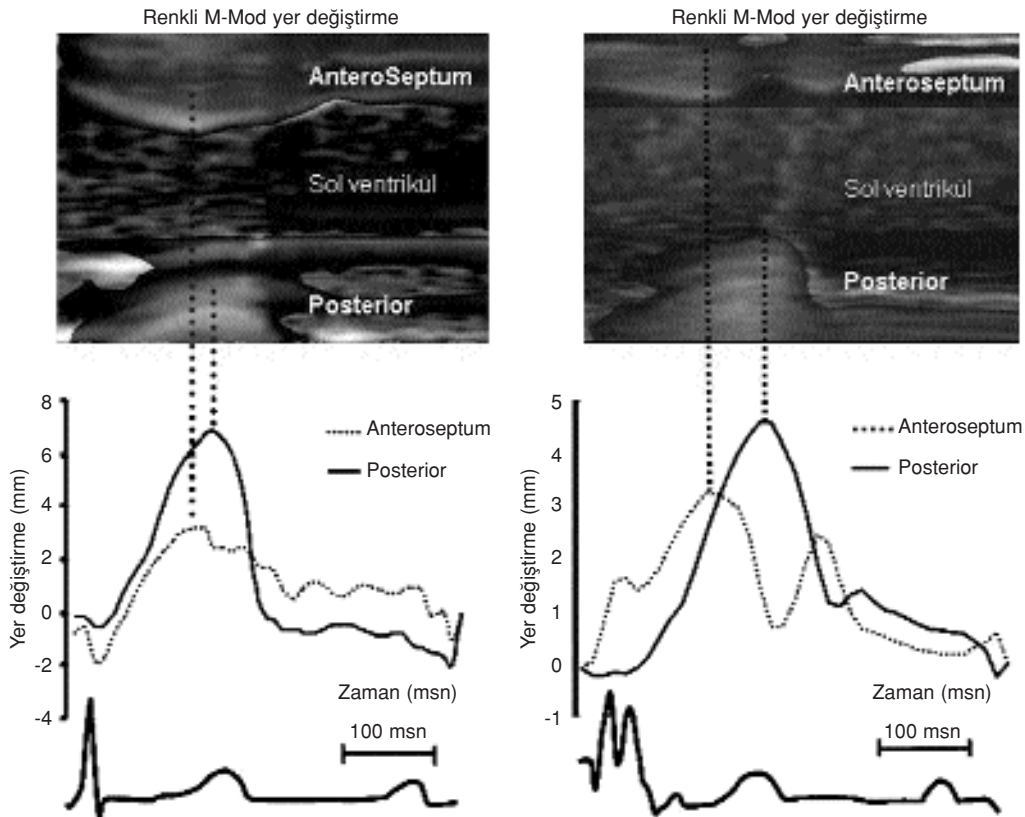 Renkli M-Mod yer değiştirme
AnteroSeptum
Sol ventrikül
Posterior
8
6
4
2
0
-2
-4
Yer değiştirme (mm)
Anteroseptum
Posterior
Zaman (msn)
100 msn
Renkli M-Mod yer değiştirme
Anteroseptum
Sol ventrikül
Posterior
5
4
3
2
1
0
-1
Yer değiştirme (mm)
Anteroseptum
Posterior
Zaman (msn)
100 msn